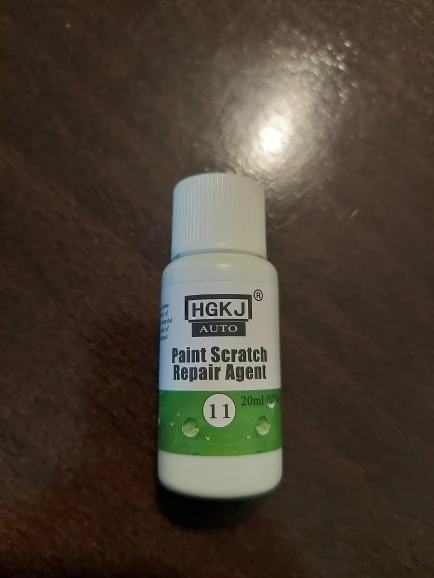 HGKJ ®
AUTO
Paint Scratch
Repair Agent
11 20ml